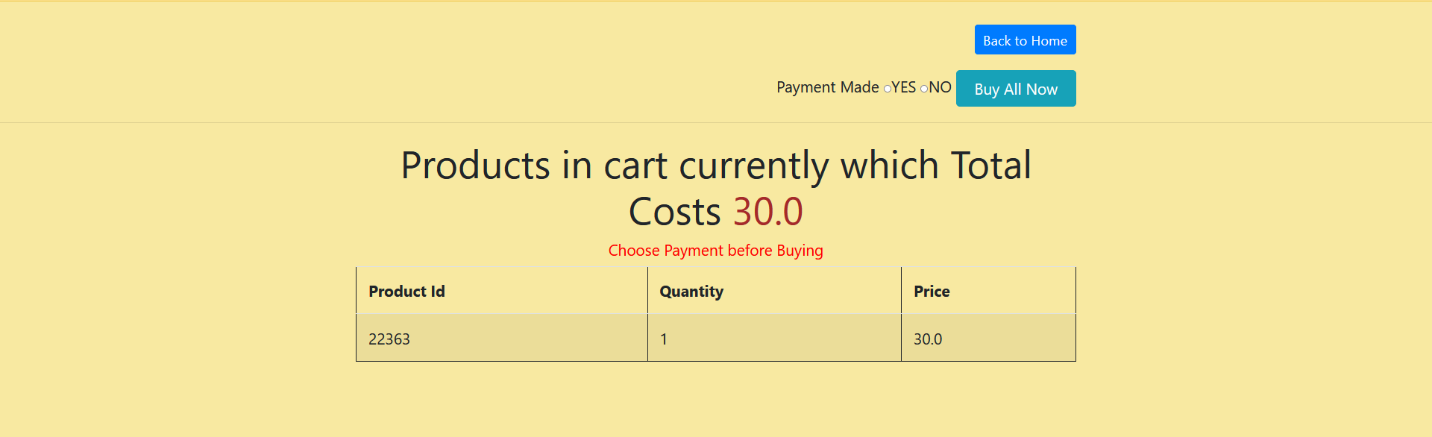 Back to Home
Payment Made YES NO Buy All Now
Products in cart currently which Total
Costs 30.0
Choose Payment before Buying
Product Id Quantity Price
22363 1 30.0